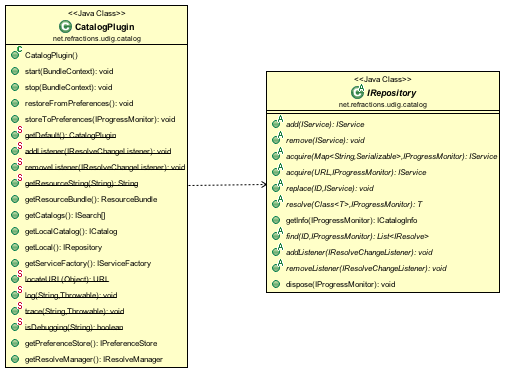 <<Java Class>>
C CatalogPlugin
net.refractions.udig.catalog
C CatalogPlugin()
start(BundleContext): void
stop(BundleContext): void
restoreFromPreferences(): void
storeToPreferences(IProgressMonitor): void
S getDefault(): CatalogPlugin
S addListener(IResolveChangeListener): void
S removeListener(IResolveChangeListener): void
S getResourceString(String): String
getResourceBundle(): ResourceBundle
getCatalogs(): ISearch[]
getLocalCatalog(): ICatalog
getLocal(): IRepository
getServiceFactory(): IServiceFactory
S locateURL(Object): URL
S log(String,Throwable): void
S trace(String,Throwable): void
S isDebugging(String): boolean
getPreferenceStore(): IPreferenceStore
getResolveManager(): IResolveManager
<<Java Class>>
C A IRepository
net.refractions.udig.catalog
A add(IService): IService
A remove(IService): void
A acquire(Map<String,Serializable>,IProgressMonitor): IService
A acquire(URL,IProgressMonitor): IService
A replace(ID,IService): void
A resolve(Class<T>,IProgressMonitor): T
getInfo(IProgressMonitor): ICatalogInfo
A find(ID,IProgressMonitor): List<IResolve>
A addListener(IResolveChangeListener): void
A removeListener(IResolveChangeListener): void
dispose(IProgressMonitor): void